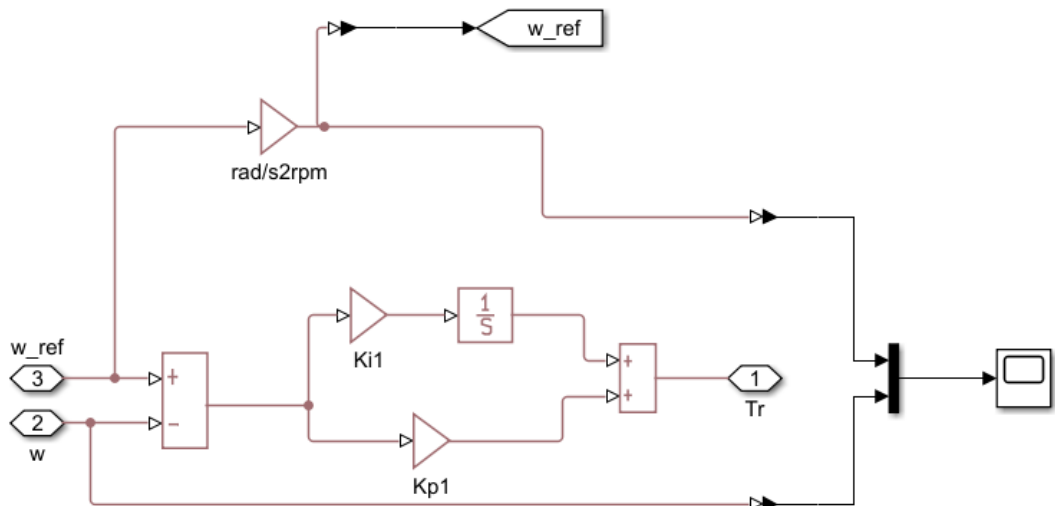 w_ref
rad/s2rpm
w_ref
3
+
2
-
w
Ki1
1
S
Kp1
+
+
1
Tr